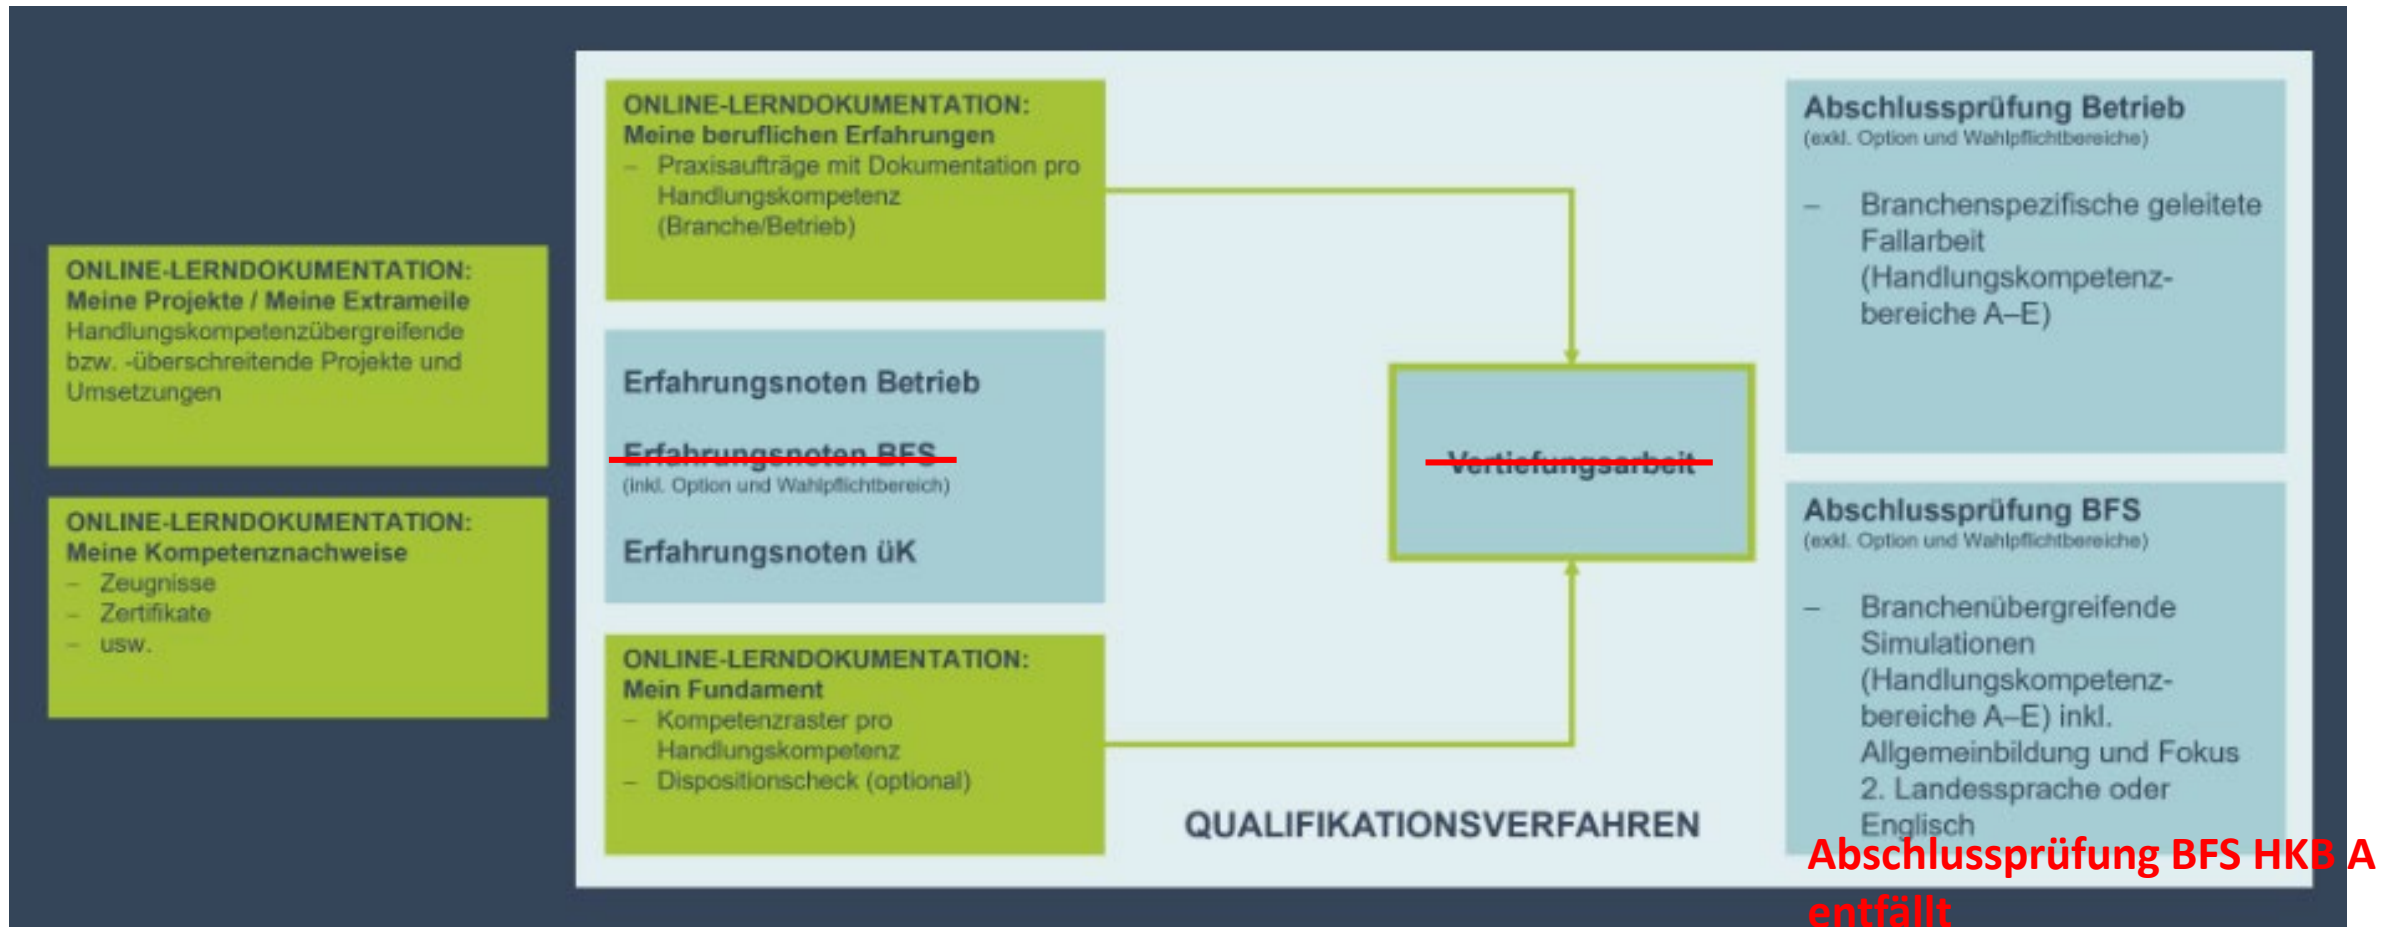 ONLINE-LERNDOKUMENTATION:
Meine Projekte / Meine Extrameile
Handlungskompetenzübergreifende
bzw. -überschreitende Projekte und
Umsetzungen
ONLINE-LERNDOKUMENTATION:
Meine Kompetenznachweise
– Zeugnisse
– Zertifikate
– usw.
ONLINE-LERNDOKUMENTATION:
Meine beruflichen Erfahrungen
– Praxisaufträge mit Dokumentation pro
Handlungskompetenz
(Branche/Betrieb)
Erfahrungsnoten Betrieb
Erfahrungsnoten BFS
(inkl. Option und Wahlpflichtbereich)
Erfahrungsnoten üK
ONLINE-LERNDOKUMENTATION:
Mein Fundament
– Kompetenzraster pro
Handlungskompetenz
– Dispositionscheck (optional)
Vertiefungsarbeit
QUALIFIKATIONSVERFAHREN
Abschlussprüfung Betrieb
(exkl. Option und Wahlpflichtbereiche)
– Branchenspezifische geleitete
Fallarbeit
(Handlungskompetenz-
bereiche A–E)
Abschlussprüfung BFS
(exkl. Option und Wahlpflichtbereiche)
– Branchenübergreifende
Simulationen
(Handlungskompetenz-
bereiche A–E) inkl.
Allgemeinbildung und Fokus
2. Landessprache oder
Englisch
Abschlussprüfung BFS HKB A
entfällt